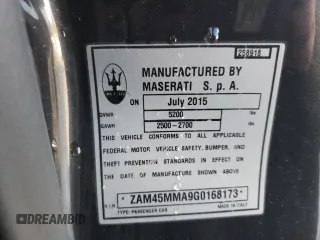 258918
MANUFACTURED BY
MASERATI S. p. A.
ON July 2015
GVWR 5200 lbs
GAWR 2500-2700 lbs
THIS VEHICLE CONFORMS TO ALL APPLICABLE
FEDERAL MOTOR VEHICLE SAFETY, BUMPER, AND
THEFT PREVENTION STANDARDS IN EFFECT ON
THE DATE OF MANUFACTURE SHOWN ABOVE
V.I.N. * ZAM45MMA9G0168173 *
TYPE: PASSENGER CAR MADE IN ITALY
DREAMBID